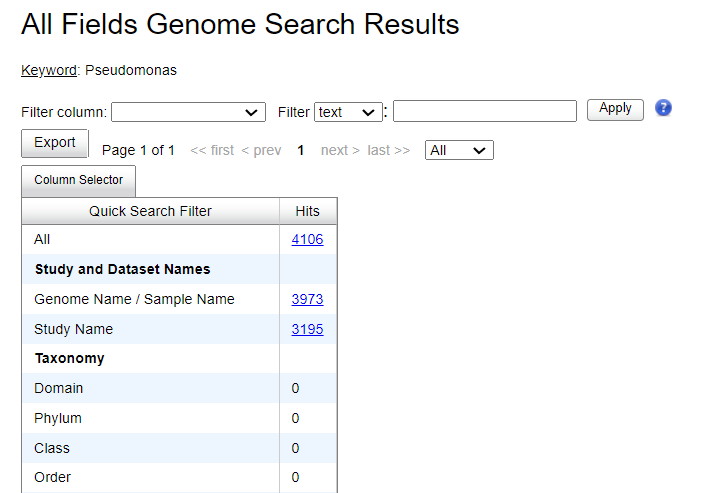 All Fields Genome Search Results
Keyword: Pseudomonas
Filter column: Filter text : Apply ?
Export Page 1 of 1 << first < prev 1 next > last >> All
Column Selector
Quick Search Filter Hits
All 4106
Study and Dataset Names
Genome Name / Sample Name 3973
Study Name 3195
Taxonomy
Domain 0
Phylum 0
Class 0
Order 0